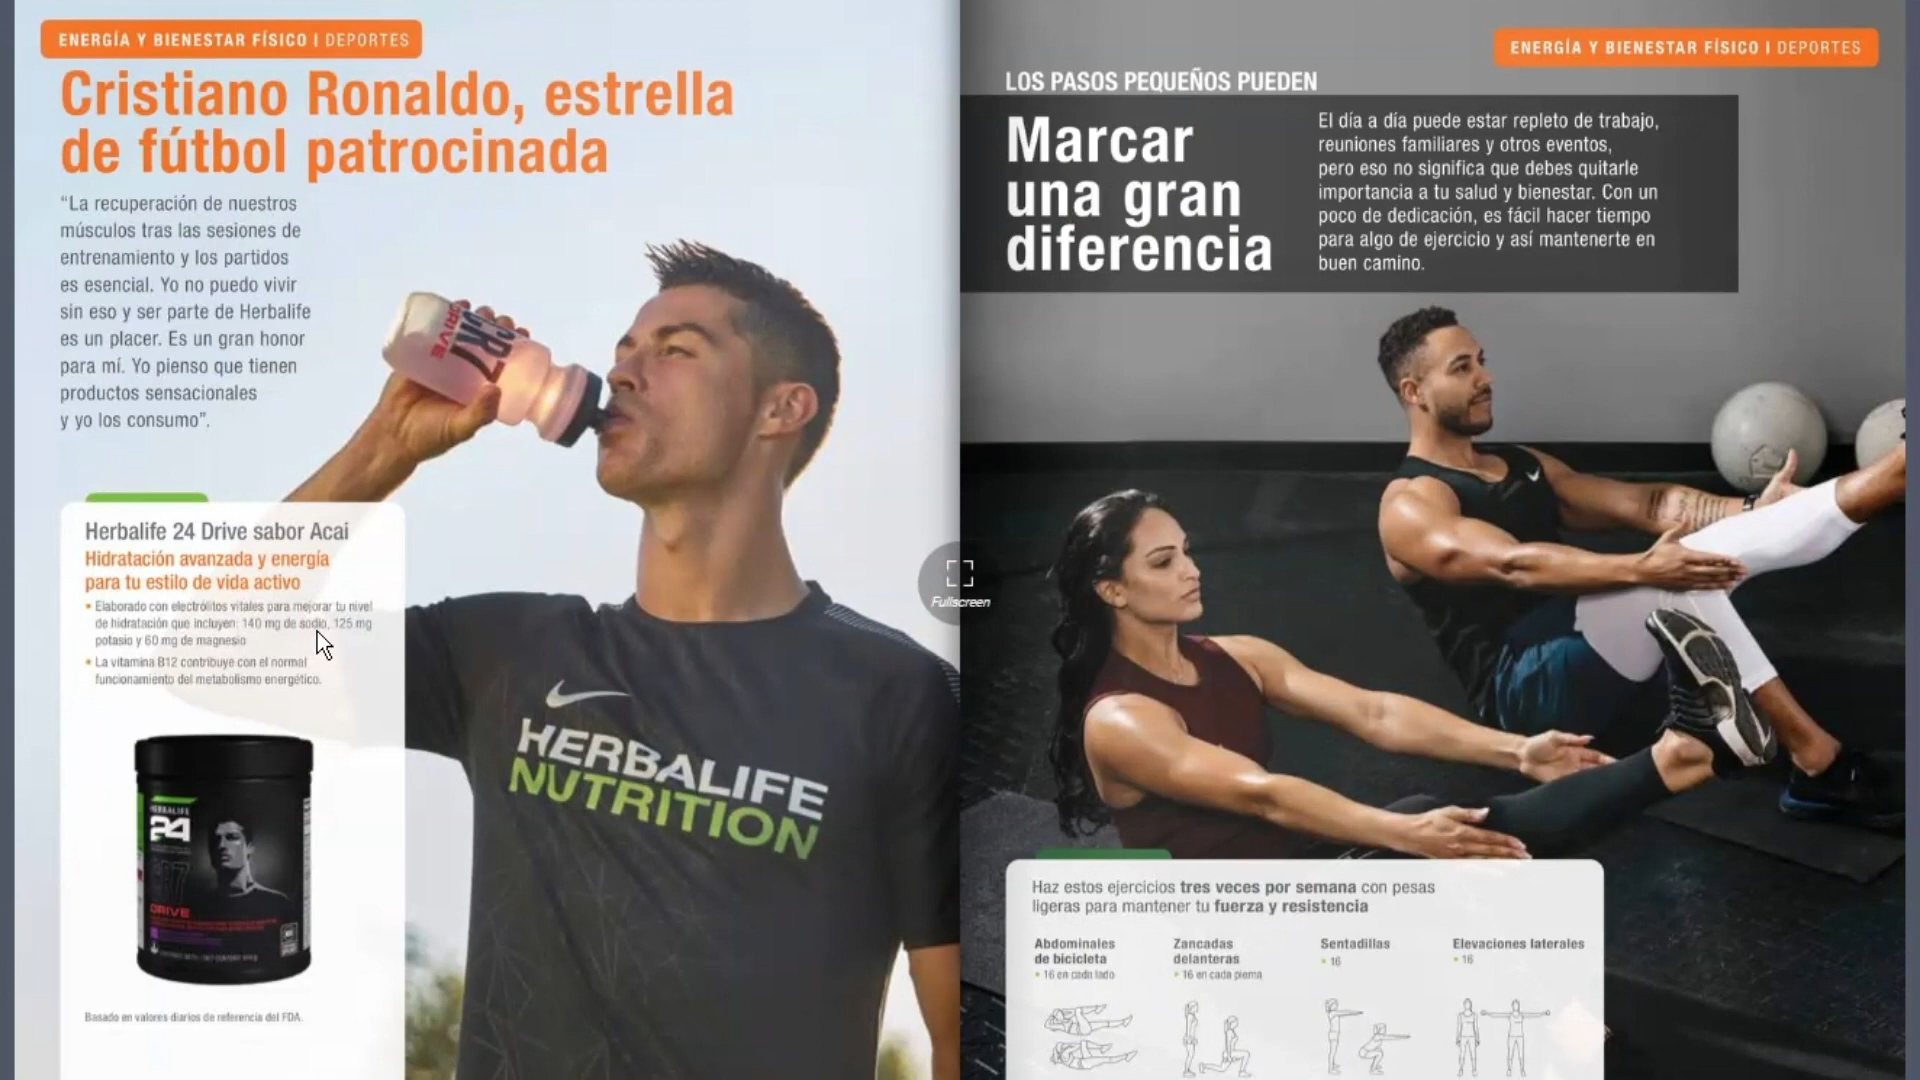 ENERGÍA Y BIENESTAR FÍSICO | DEPORTES
Cristiano Ronaldo, estrella
de fútbol patrocinada
“La recuperación de nuestros
músculos tras las sesiones de
entrenamiento y los partidos
es esencial. Yo no puedo vivir
sin eso y ser parte de Herbalife
es un placer. Es un gran honor
para mí. Yo pienso que tienen
productos sensacionales
y yo los consumo”.
CR7
DRIVE
Herbalife 24 Drive sabor Acai
Hidratación avanzada y energía
para tu estilo de vida activo
• Elaborado con electrólitos vitales para mejorar tu nivel
de hidratación que incluyen: 140 mg de sodio, 125 mg
potasio y 60 mg de magnesio
• La vitamina B12 contribuye con el normal
funcionamiento del metabolismo energético.
HERBALIFE
24
DRIVE
Basado en valores diarios de referencia del FDA.
HERBALIFE
NUTRITION
Fullscreen
ENERGÍA Y BIENESTAR FÍSICO | DEPORTES
LOS PASOS PEQUEÑOS PUEDEN
Marcar
una gran
diferencia
El día a día puede estar repleto de trabajo,
reuniones familiares y otros eventos,
pero eso no significa que debes quitarle
importancia a tu salud y bienestar. Con un
poco de dedicación, es fácil hacer tiempo
para algo de ejercicio y así mantenerte en
buen camino.
Haz estos ejercicios tres veces por semana con pesas
ligeras para mantener tu fuerza y resistencia
Abdominales
de bicicleta
• 16 en cada lado
Zancadas
delanteras
• 16 en cada pierna
Sentadillas
• 16
Elevaciones laterales
• 16